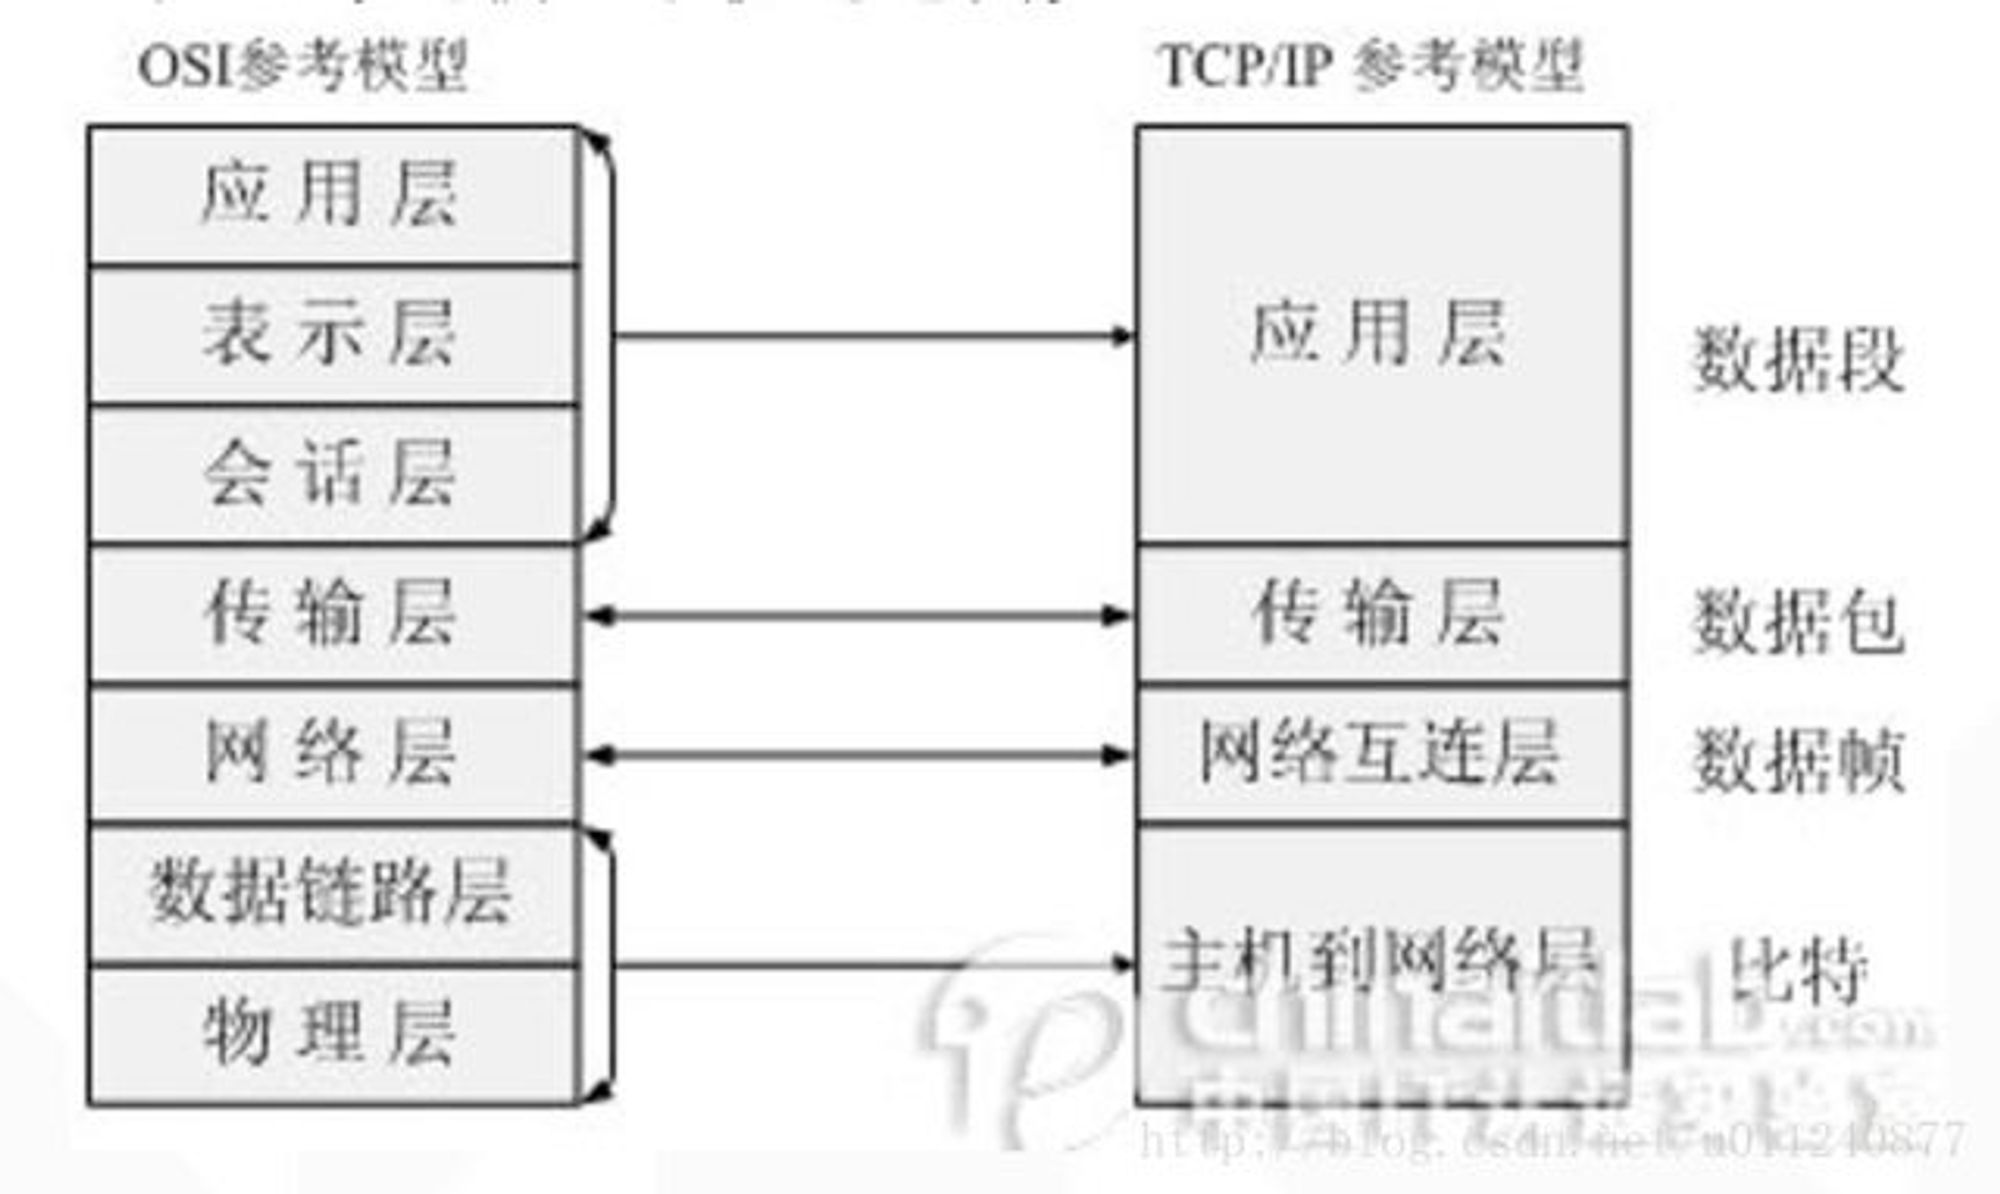 OSI参考模型
TCP/IP 参考模型
应用层
表示层
会话层
传输层
网络层
数据链路层
物理层
应用层
传输层
网络互连层
主机到网络层
数据段
数据包
数据帧
比特
chinaitlab.com
http://blog.csdn.net/u011240877